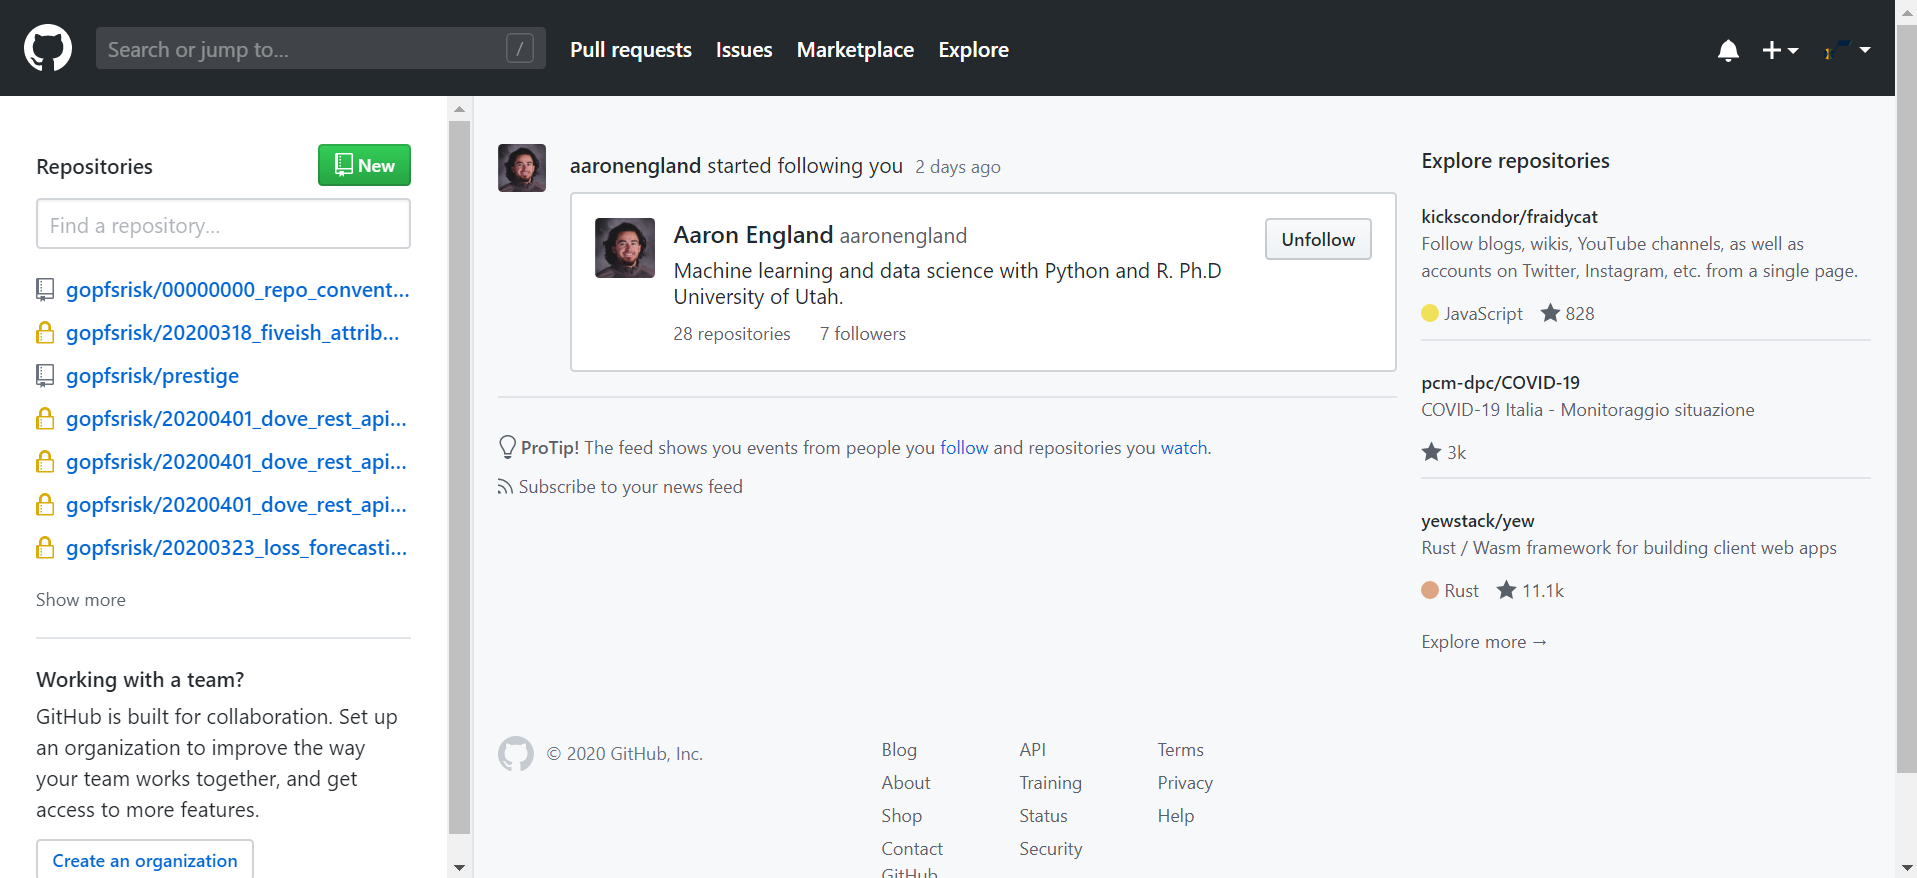 Search or jump to...
/
Pull requests
Issues
Marketplace
Explore
Repositories
New
Find a repository...
gopfsrisk/00000000_repo_convent...
gopfsrisk/20200318_fiveish_attrib...
gopfsrisk/prestige
gopfsrisk/20200401_dove_rest_api...
gopfsrisk/20200401_dove_rest_api...
gopfsrisk/20200401_dove_rest_api...
gopfsrisk/20200323_loss_forecasti...
Show more
Working with a team?
GitHub is built for collaboration. Set up
an organization to improve the way
your team works together, and get
access to more features.
Create an organization
aaronengland started following you 2 days ago
Aaron England aaronengland
Unfollow
Machine learning and data science with Python and R. Ph.D
University of Utah.
28 repositories 7 followers
ProTip! The feed shows you events from people you follow and repositories you watch.
Subscribe to your news feed
Explore repositories
kickscondor/fraidycat
Follow blogs, wikis, YouTube channels, as well as
accounts on Twitter, Instagram, etc. from a single page.
JavaScript 828
pcm-dpc/COVID-19
COVID-19 Italia - Monitoraggio situazione
3k
yewstack/yew
Rust / Wasm framework for building client web apps
Rust 11.1k
Explore more →
© 2020 GitHub, Inc.
Blog
About
Shop
Contact
GitHub
API
Training
Status
Security
Terms
Privacy
Help